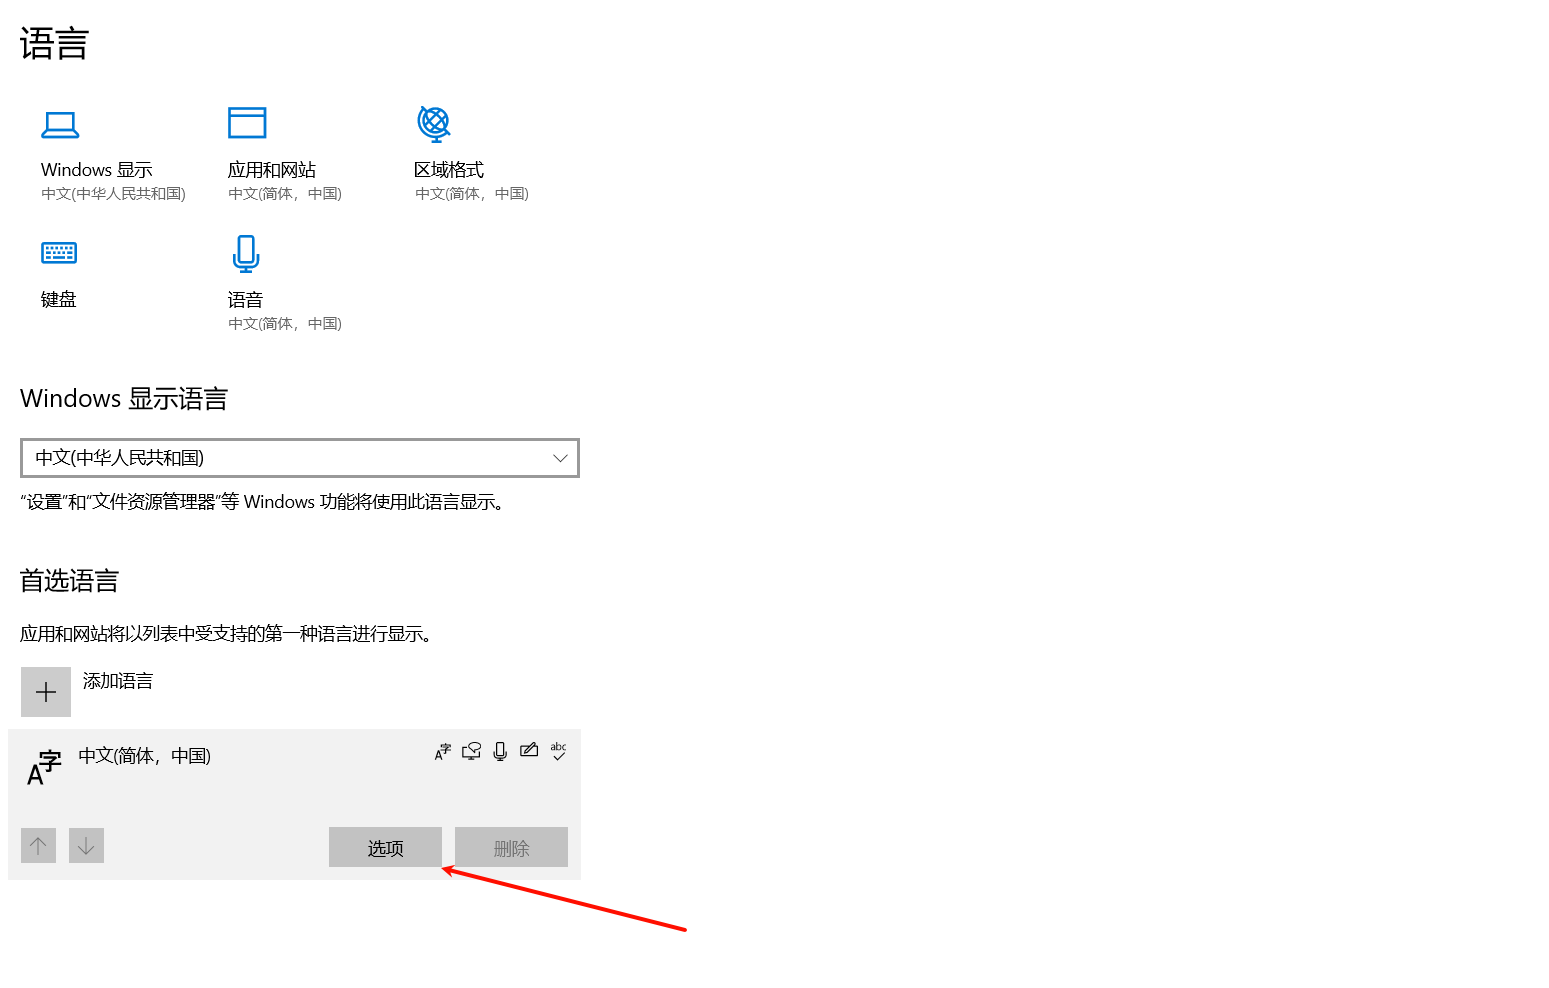 语言
Windows 显示
中文(中华人民共和国)
应用和网站
中文(简体，中国)
区域格式
中文(简体，中国)
键盘
语音
中文(简体，中国)
Windows 显示语言
中文(中华人民共和国)
“设置”和“文件资源管理器”等 Windows 功能将使用此语言显示。
首选语言
应用和网站将以列表中受支持的第一种语言进行显示。
添加语言
A字
中文(简体，中国)
A字
abc
选项
删除